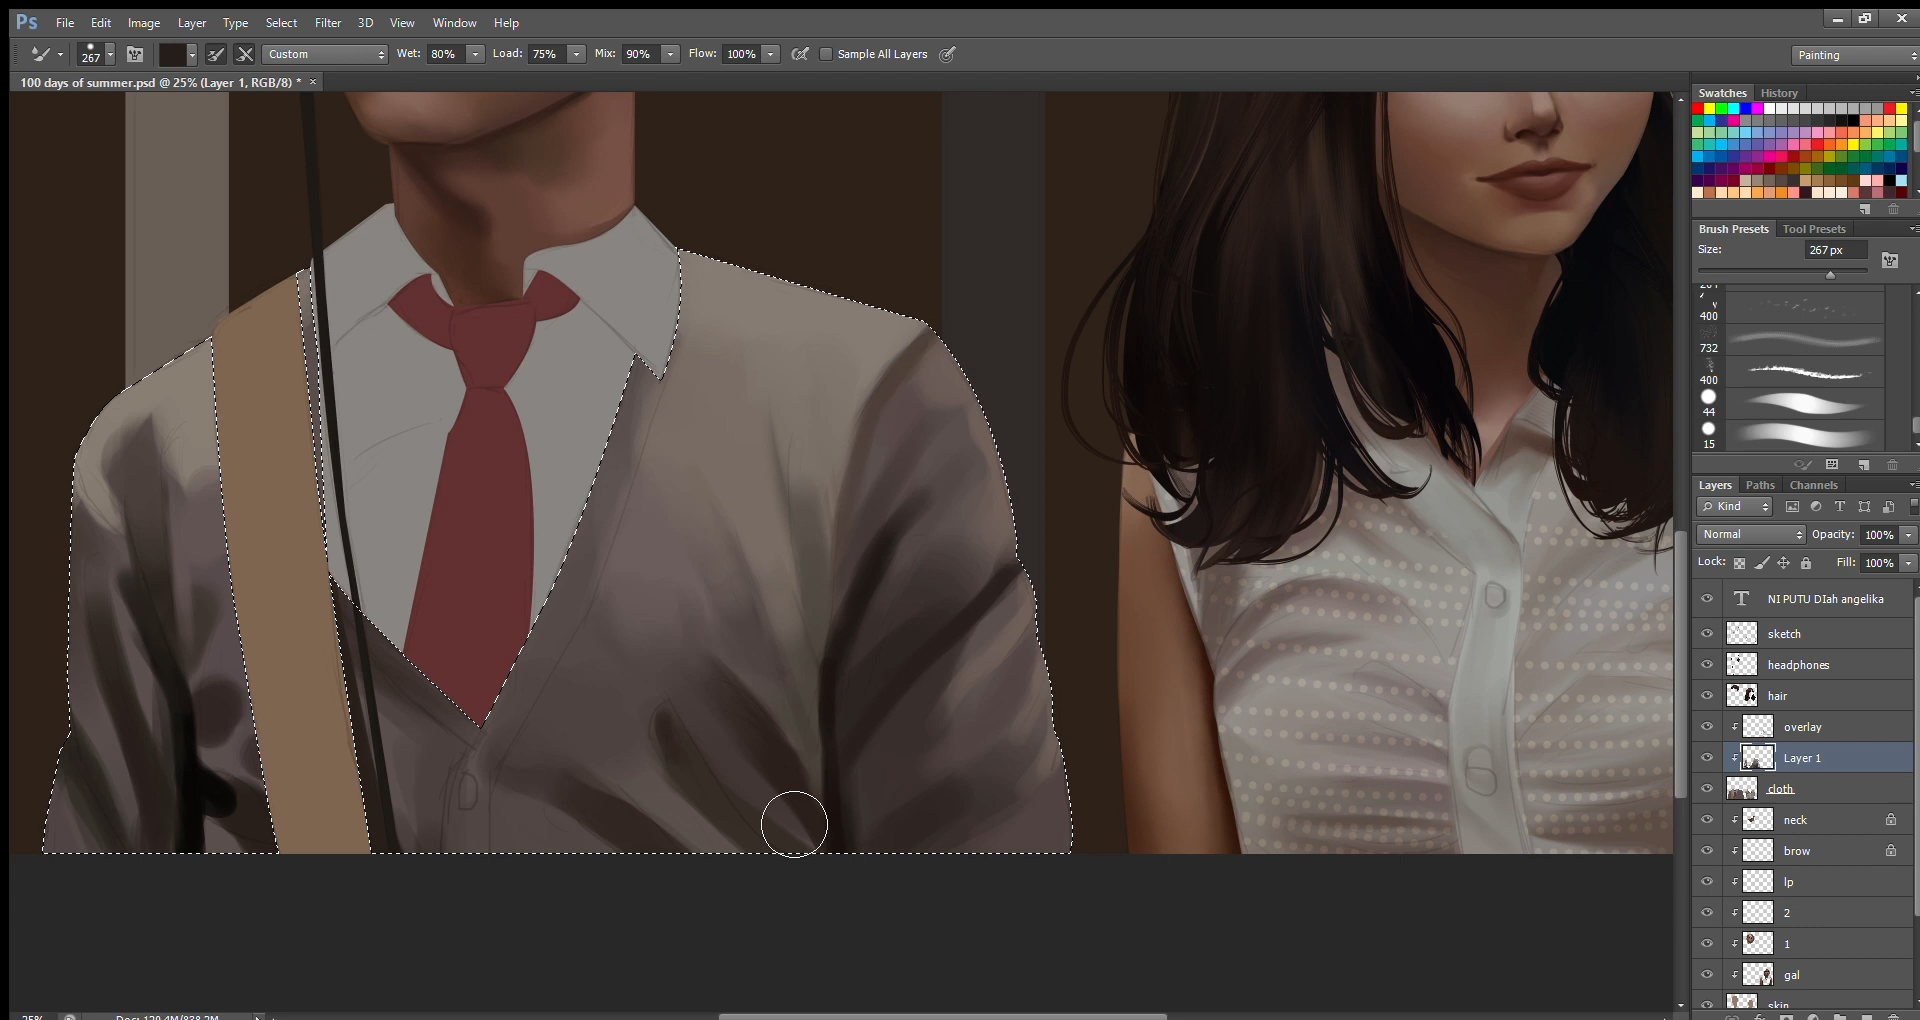 Ps File Edit Image Layer Type Select Filter 3D View Window Help
267 Custom Wet: 80% Load: 75% Mix: 90% Flow: 100% Sample All Layers Painting
100 days of summer.psd @ 25% (Layer 1, RGB/8) * ×
Swatches History
Brush Presets Tool Presets
Size: 267 px
400
732
400
44
15
Layers Paths Channels
Kind
Normal Opacity: 100%
Lock: Fill: 100%
T NI PUTU DIah angelika
sketch
headphones
hair
overlay
Layer 1
cloth
neck
brow
lp
2
1
gal
skin
25% Doc: